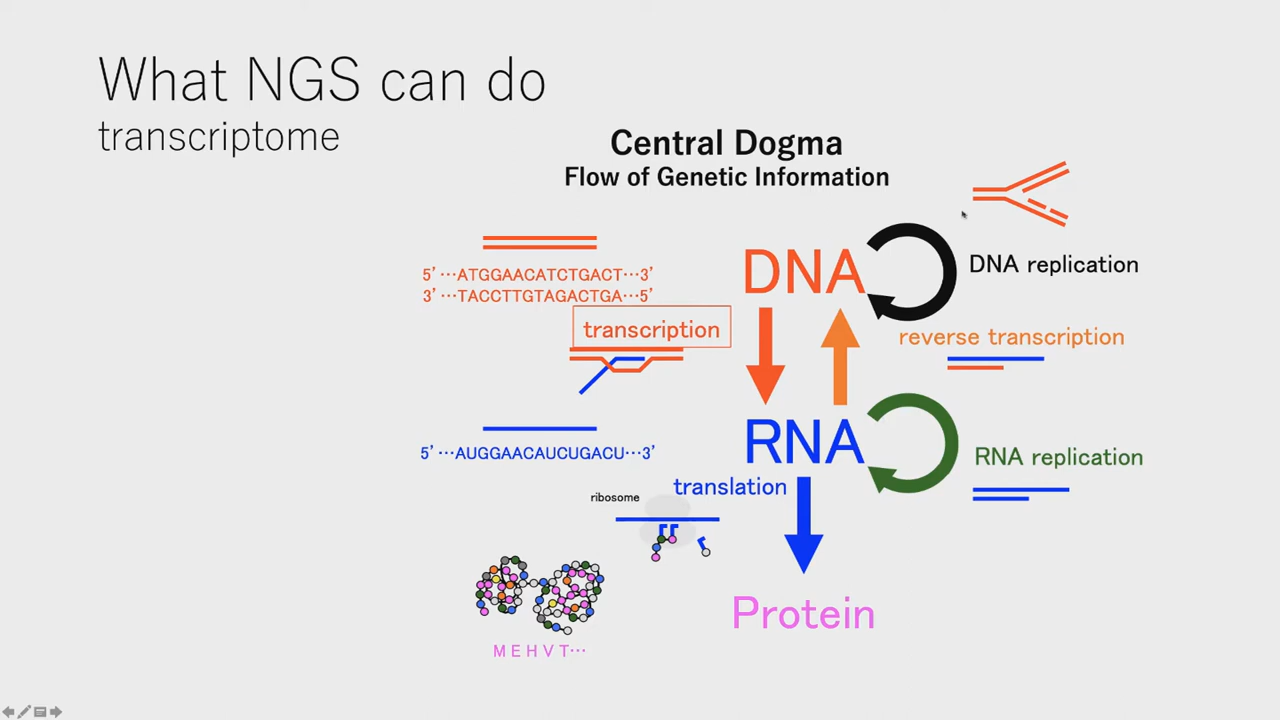 What NGS can do
transcriptome
Central Dogma
Flow of Genetic Information
5'⋯ATGGAACATCTGACT⋯3'
3'⋯TACCTTGTAGACTGA⋯5'
DNA
DNA replication
transcription
reverse transcription
RNA
5'⋯AUGGAACAUCUGACU⋯3'
RNA replication
translation
ribosome
Protein
M E H V T⋯